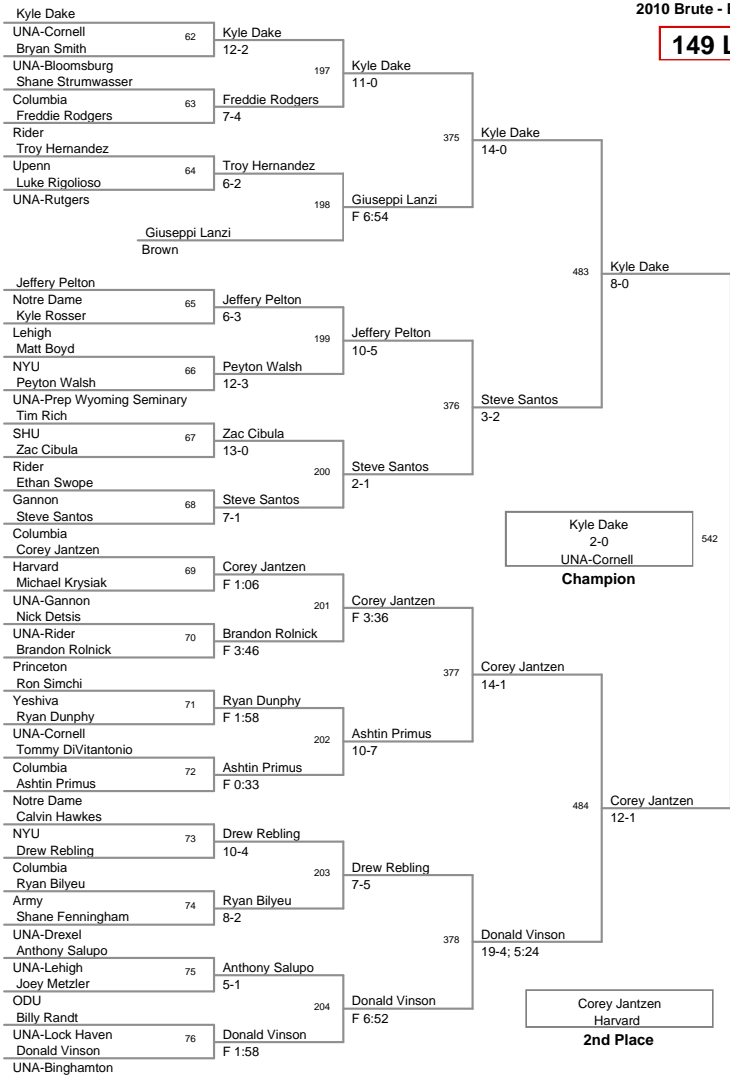 2010 Brute -
149
Kyle Dake
UNA-Cornell
Bryan Smith
UNA-Bloomsburg
Shane Strumwasser
Columbia
Freddie Rodgers
Rider
Troy Hernandez
Upenn
Luke Rigolioso
UNA-Rutgers
Giuseppi Lanzi
Brown
Jeffery Pelton
Notre Dame
Kyle Rosser
Lehigh
Matt Boyd
NYU
Peyton Walsh
UNA-Prep Wyoming Seminary
Tim Rich
SHU
Zac Cibula
Rider
Ethan Swope
Gannon
Steve Santos
Columbia
Corey Jantzen
Harvard
Michael Krysiak
UNA-Gannon
Nick Detsis
UNA-Rider
Brandon Rolnick
Princeton
Ron Simchi
Yeshiva
Ryan Dunphy
UNA-Cornell
Tommy DiVitantonio
Columbia
Ashtin Primus
Notre Dame
Calvin Hawkes
NYU
Drew Rebling
Columbia
Ryan Bilyeu
Army
Shane Fenningham
UNA-Drexel
Anthony Salupo
UNA-Lehigh
Joey Metzler
ODU
Billy Randt
UNA-Lock Haven
Donald Vinson
UNA-Binghamton
62
Kyle Dake
12-2
63
Freddie Rodgers
7-4
64
Troy Hernandez
6-2
65
Jeffery Pelton
6-3
66
Peyton Walsh
12-3
67
Zac Cibula
13-0
68
Steve Santos
7-1
69
Corey Jantzen
F 1:06
70
Brandon Rolnick
F 3:46
71
Ryan Dunphy
F 1:58
72
Ashtin Primus
F 0:33
73
Drew Rebling
10-4
74
Ryan Bilyeu
8-2
75
Anthony Salupo
5-1
76
Donald Vinson
F 1:58
197
Kyle Dake
11-0
198
Giuseppi Lanzi
F 6:54
199
Jeffery Pelton
10-5
200
Steve Santos
2-1
201
Corey Jantzen
F 3:36
202
Ashtin Primus
10-7
203
Drew Rebling
7-5
204
Donald Vinson
F 6:52
375
Kyle Dake
14-0
376
Steve Santos
3-2
377
Corey Jantzen
14-1
378
Donald Vinson
19-4; 5:24
483
Kyle Dake
8-0
484
Corey Jantzen
12-1
Kyle Dake
2-0
UNA-Cornell
542
Champion
Corey Jantzen
Harvard
2nd Place